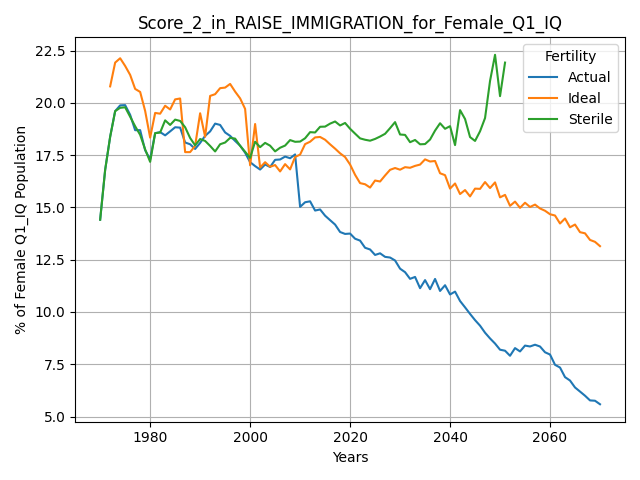 Score_2_in_RAISE_IMMIGRATION_for_Female_Q1_IQ
% of Female Q1_IQ Population
22.5
20.0
17.5
15.0
12.5
10.0
7.5
5.0
Fertility
Actual
Ideal
Sterile
1980
2000
2020
2040
2060
Years